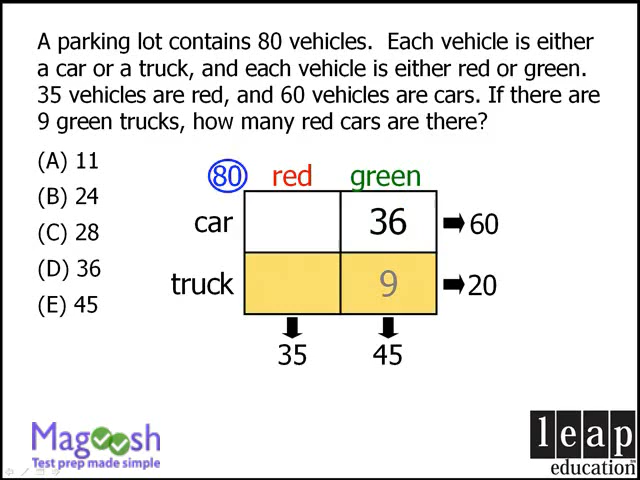 A parking lot contains 80 vehicles. Each vehicle is either
a car or a truck, and each vehicle is either red or green.
35 vehicles are red, and 60 vehicles are cars. If there are
9 green trucks, how many red cars are there?
(A) 11
(B) 24
(C) 28
(D) 36
(E) 45
80 red green
car 36 60
truck 9 20
35 45
Magoosh
Test prep made simple
leap
education